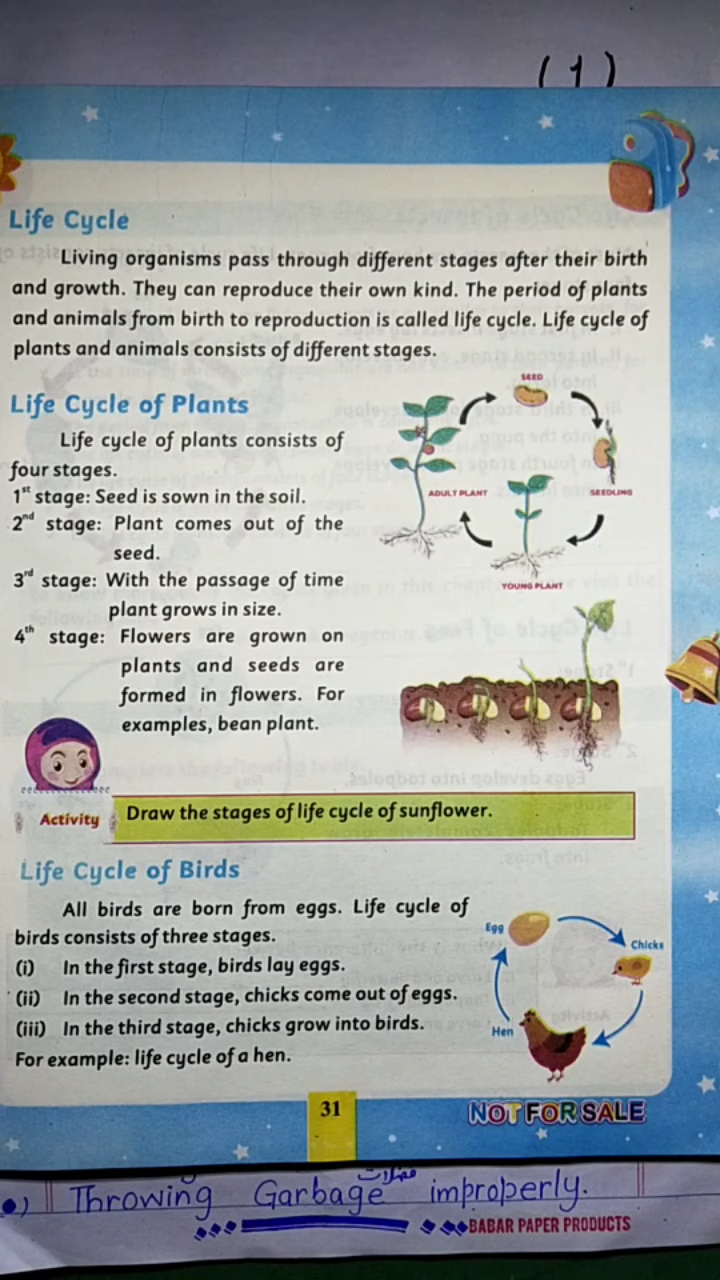 (1)
Life Cycle
Living organisms pass through different stages after their birth
and growth. They can reproduce their own kind. The period of plants
and animals from birth to reproduction is called life cycle. Life cycle of
plants and animals consists of different stages.
Life Cycle of Plants
Life cycle of plants consists of
four stages.
1st stage: Seed is sown in the soil.
2nd stage: Plant comes out of the
seed.
3rd stage: With the passage of time
plant grows in size.
4th stage: Flowers are grown on
plants and seeds are
formed in flowers. For
examples, bean plant.
SEED
ADULT PLANT
SEEDLING
YOUNG PLANT
Activity
Draw the stages of life cycle of sunflower.
Life Cycle of Birds
All birds are born from eggs. Life cycle of
birds consists of three stages.
(i) In the first stage, birds lay eggs.
(ii) In the second stage, chicks come out of eggs.
(iii) In the third stage, chicks grow into birds.
For example: life cycle of a hen.
Egg
Chicks
Hen
31
NOT FOR SALE
فضلات
Throwing Garbage improperly.
BABAR PAPER PRODUCTS